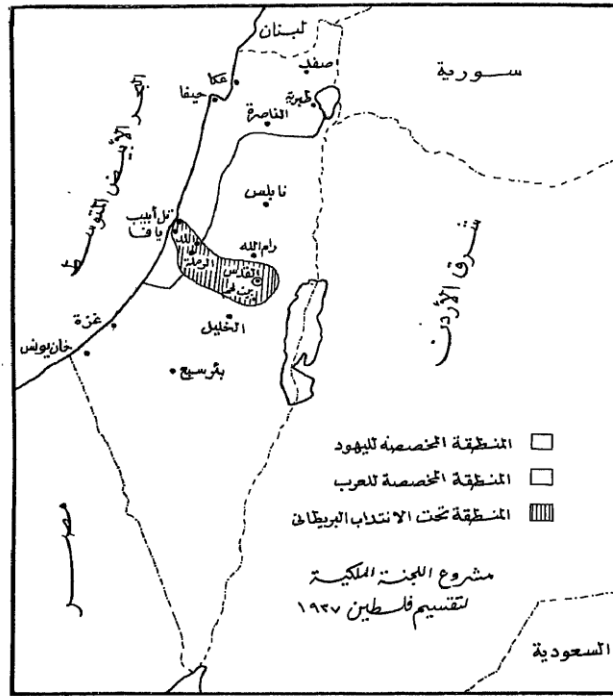 لبنان
سورية
صفد
عكا
حيفا
طبرية
الناصرة
البحر الأبيض المتوسط
نابلس
تل أبيب
يافا
اللد
رام الله
الرملة
القدس
بيت لحم
شرق الأردن
الخليل
غزة
خان يونس
بئر سبع
مصر
المنطقة المخصصة لليهود
المنطقة المخصصة للعرب
المنطقة تحت الانتداب البريطاني
مشروع اللجنة الملكية
لتقسيم فلسطين ١٩٣٧
السعودية